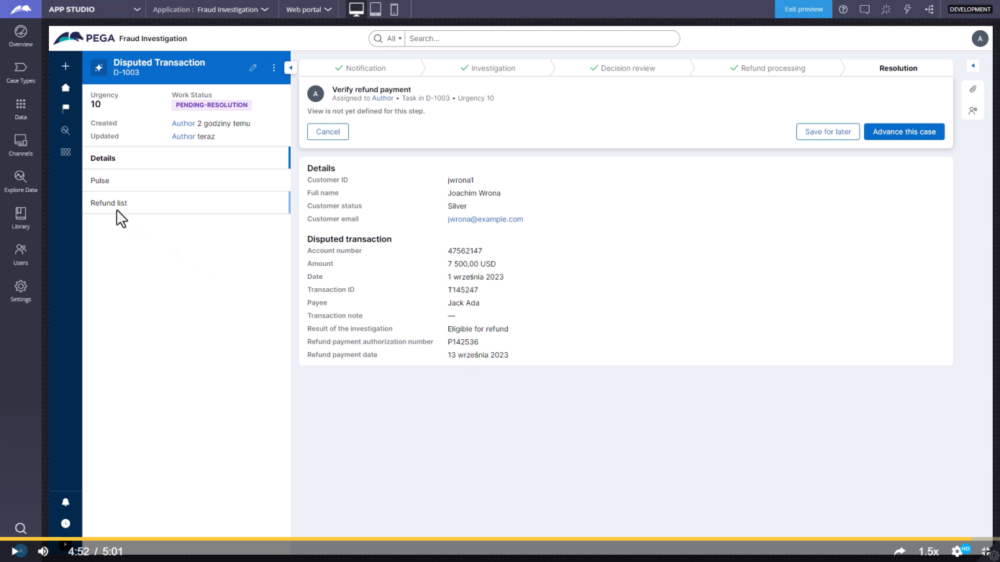 APP STUDIO
Application : Fraud Investigation
Web portal
Exit preview
DEVELOPMENT
Overview
Case Types
Data
Channels
Explore Data
Library
Users
Settings
PEGA Fraud Investigation
All
Search...
A
Disputed Transaction
D-1003
Urgency
10
Work Status
PENDING-RESOLUTION
Created
Author 2 godziny temu
Updated
Author teraz
Details
Pulse
Refund list
Notification
Investigation
Decision review
Refund processing
Resolution
A
Verify refund payment
Assigned to Author • Task in D-1003 • Urgency 10
View is not yet defined for this step.
Cancel
Save for later
Advance this case
Details
Customer ID jwrona1
Full name Joachim Wrona
Customer status Silver
Customer email jwrona@example.com
Disputed transaction
Account number 47562147
Amount 7 500,00 USD
Date 1 września 2023
Transaction ID T145247
Payee Jack Ada
Transaction note —
Result of the investigation Eligible for refund
Refund payment authorization number P142536
Refund payment date 13 września 2023
4:52 / 5:01
1.5x
HD